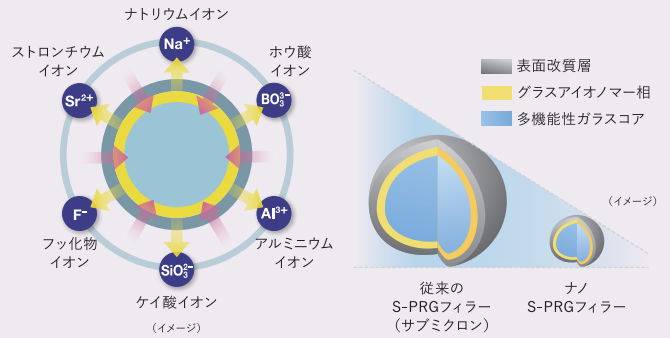 ナトリウムイオン
Na+
ストロンチウム
イオン
Sr2+
ホウ酸
イオン
BO3 3-
F-
フッ化物
イオン
Al3+
アルミニウム
イオン
SiO3 2-
ケイ酸イオン
(イメージ)
表面改質層
グラスアイオノマー相
多機能性ガラスコア
(イメージ)
従来の
S-PRGフィラー
(サブミクロン)
ナノ
S-PRGフィラー